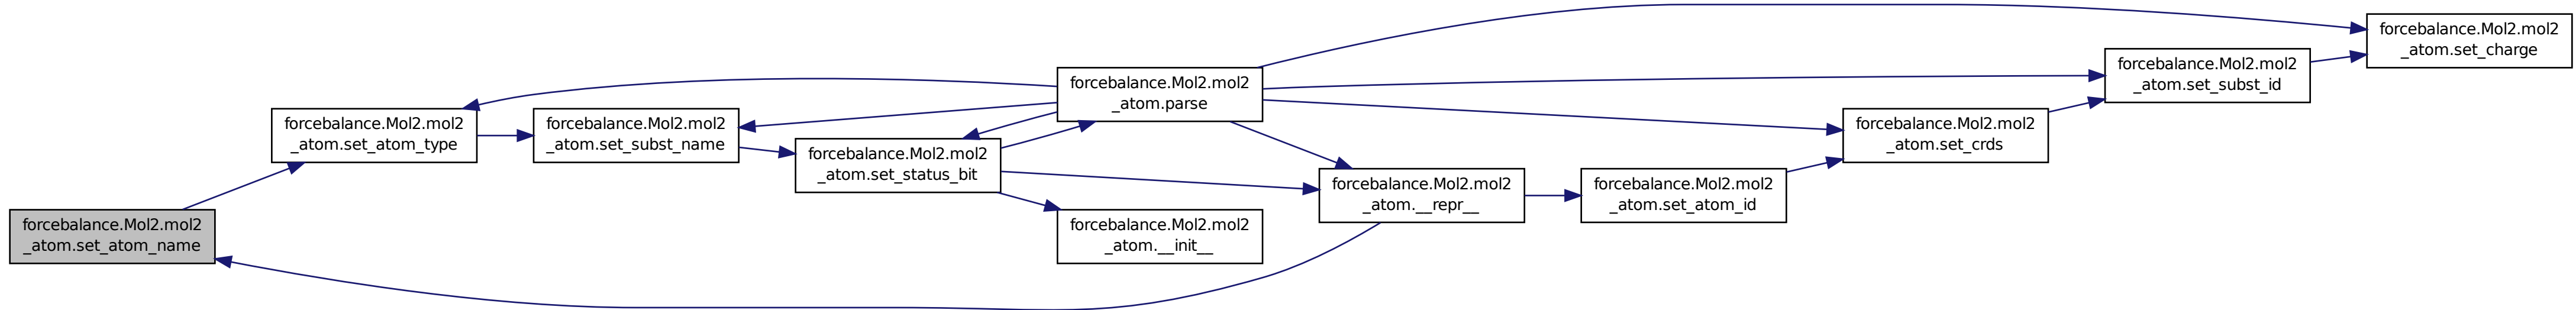 forcebalance.Mol2.mol2
_atom.set_atom_name
forcebalance.Mol2.mol2
_atom.set_atom_type
forcebalance.Mol2.mol2
_atom.set_subst_name
forcebalance.Mol2.mol2
_atom.set_status_bit
forcebalance.Mol2.mol2
_atom.parse
forcebalance.Mol2.mol2
_atom.__init__
forcebalance.Mol2.mol2
_atom.__repr__
forcebalance.Mol2.mol2
_atom.set_atom_id
forcebalance.Mol2.mol2
_atom.set_crds
forcebalance.Mol2.mol2
_atom.set_subst_id
forcebalance.Mol2.mol2
_atom.set_charge